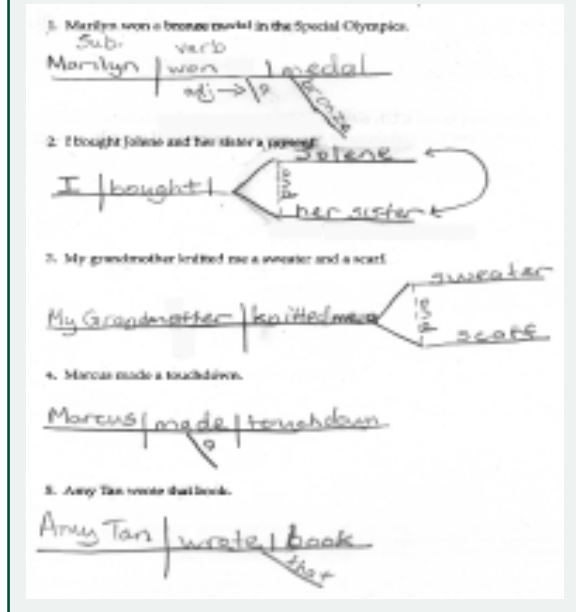 1. Marilyn won a bronze medal in the Special Olympics.
Sub. verb
Marilyn won medal
adj → a bronze
2. I bought Jolene and her sister a present.
Jolene
I bought and
her sister
3. My grandmother knitted me a sweater and a scarf.
sweater
My Grandmother knitted me a and
scarf
4. Marcus made a touchdown.
Marcus made touchdown
a
5. Amy Tan wrote that book.
Amy Tan wrote book
that